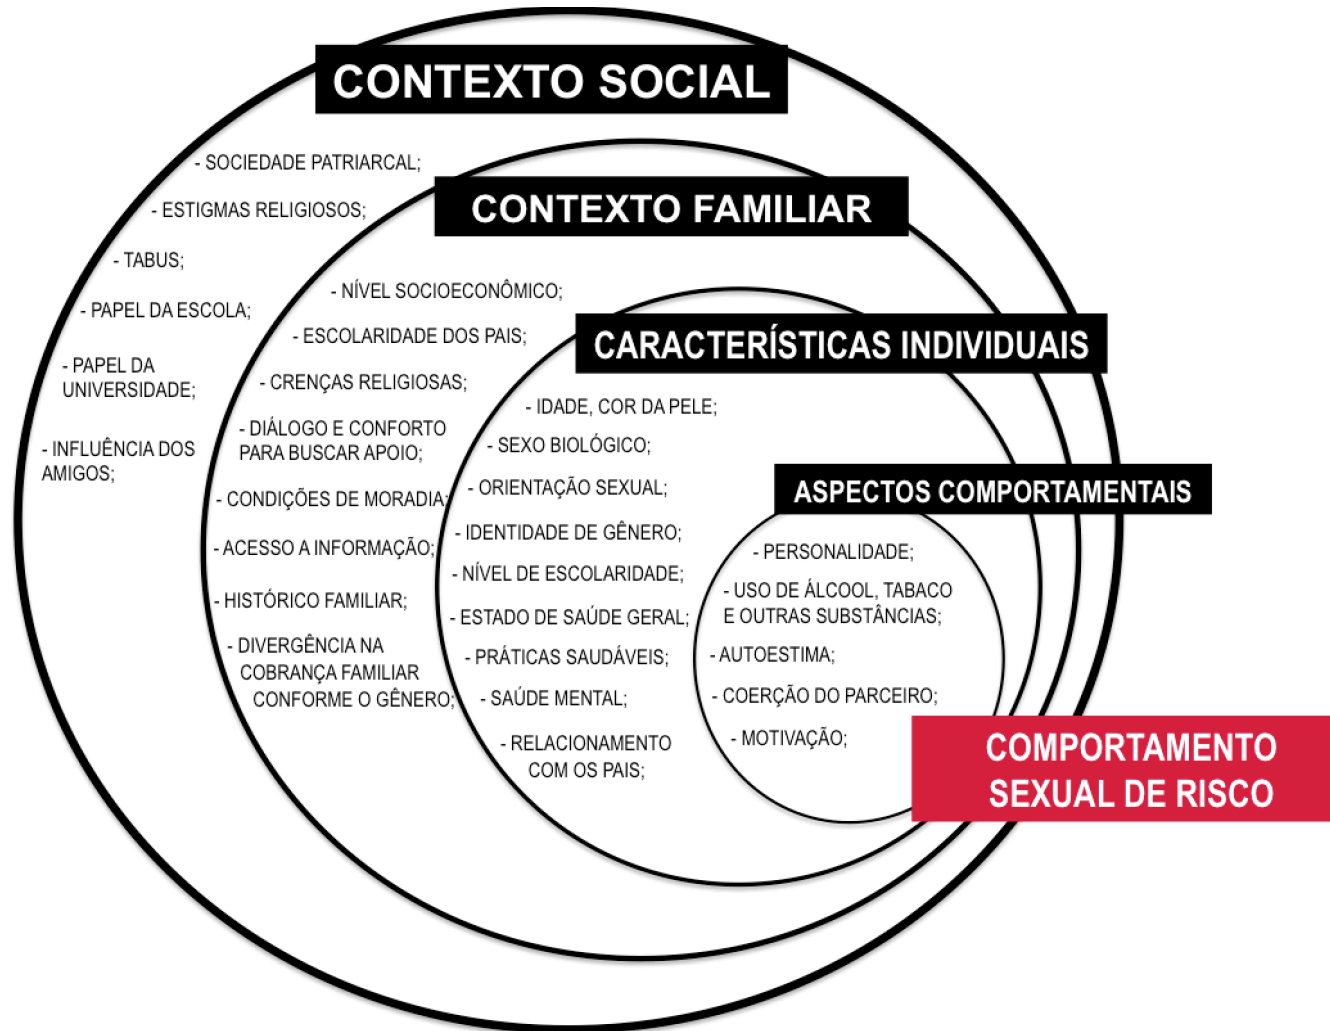 CONTEXTO SOCIAL
- SOCIEDADE PATRIARCAL;
- ESTIGMAS RELIGIOSOS;
- TABUS;
- PAPEL DA ESCOLA;
- PAPEL DA
UNIVERSIDADE;
- INFLUÊNCIA DOS
AMIGOS;
CONTEXTO FAMILIAR
- NÍVEL SOCIOECONÔMICO;
- ESCOLARIDADE DOS PAIS;
- CRENÇAS RELIGIOSAS;
- DIÁLOGO E CONFORTO
PARA BUSCAR APOIO;
- CONDIÇÕES DE MORADIA;
- ACESSO A INFORMAÇÃO;
- HISTÓRICO FAMILIAR;
- DIVERGÊNCIA NA
COBRANÇA FAMILIAR
CONFORME O GÊNERO;
CARACTERÍSTICAS INDIVIDUAIS
- IDADE, COR DA PELE;
- SEXO BIOLÓGICO;
- ORIENTAÇÃO SEXUAL;
- IDENTIDADE DE GÊNERO;
- NÍVEL DE ESCOLARIDADE;
- ESTADO DE SAÚDE GERAL;
- PRÁTICAS SAUDÁVEIS;
- SAÚDE MENTAL;
- RELACIONAMENTO
COM OS PAIS;
ASPECTOS COMPORTAMENTAIS
- PERSONALIDADE;
- USO DE ÁLCOOL, TABACO
E OUTRAS SUBSTÂNCIAS;
- AUTOESTIMA;
- COERÇÃO DO PARCEIRO;
- MOTIVAÇÃO;
COMPORTAMENTO
SEXUAL DE RISCO